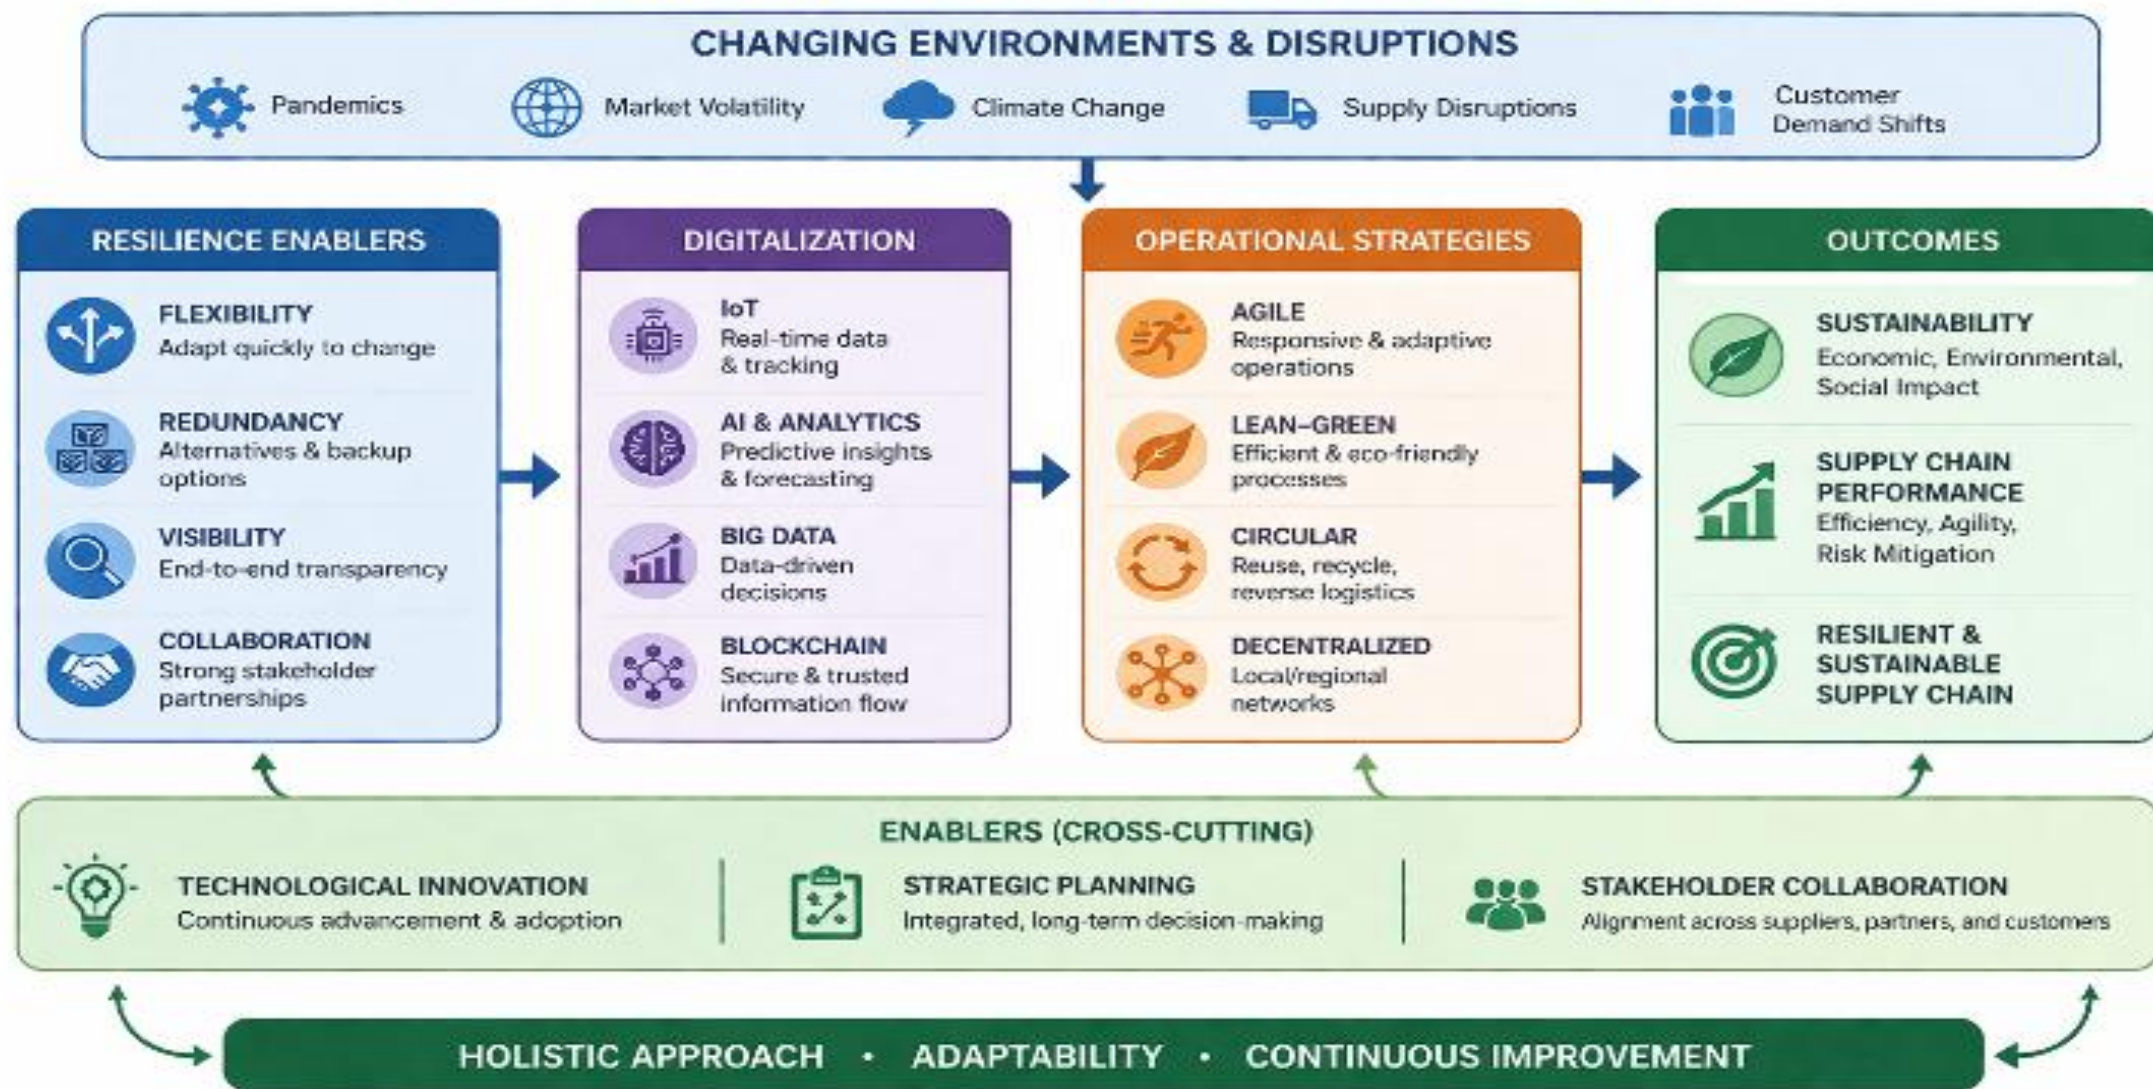 CHANGING ENVIRONMENTS & DISRUPTIONS
Pandemics
Market Volatility
Climate Change
Supply Disruptions
Customer
Demand Shifts
RESILIENCE ENABLERS
FLEXIBILITY
Adapt quickly to change
REDUNDANCY
Alternatives & backup
options
VISIBILITY
End-to-end transparency
COLLABORATION
Strong stakeholder
partnerships
DIGITALIZATION
IoT
Real-time data
& tracking
AI & ANALYTICS
Predictive insights
& forecasting
BIG DATA
Data-driven
decisions
BLOCKCHAIN
Secure & trusted
information flow
OPERATIONAL STRATEGIES
AGILE
Responsive & adaptive
operations
LEAN–GREEN
Efficient & eco-friendly
processes
CIRCULAR
Reuse, recycle,
reverse logistics
DECENTRALIZED
Local/regional
networks
OUTCOMES
SUSTAINABILITY
Economic, Environmental,
Social Impact
SUPPLY CHAIN
PERFORMANCE
Efficiency, Agility,
Risk Mitigation
RESILIENT &
SUSTAINABLE
SUPPLY CHAIN
ENABLERS (CROSS-CUTTING)
TECHNOLOGICAL INNOVATION
Continuous advancement & adoption
STRATEGIC PLANNING
Integrated, long-term decision-making
STAKEHOLDER COLLABORATION
Alignment across suppliers, partners, and customers
HOLISTIC APPROACH • ADAPTABILITY • CONTINUOUS IMPROVEMENT